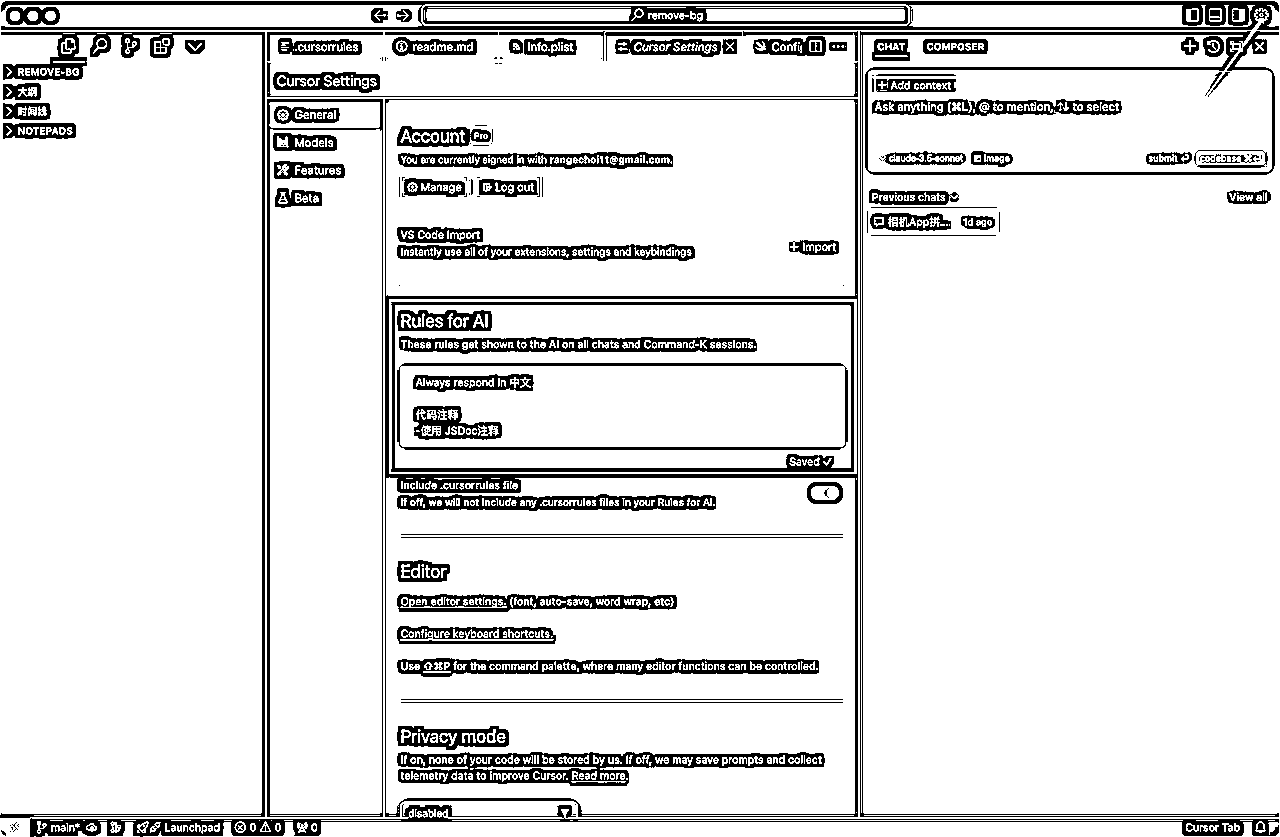 remove-bg
REMOVE-BG
大綱
时间线
NOTEPADS
.cursorrules
readme.md
Info.plist
Cursor Settings
Confi
Cursor Settings
General
Models
Features
Beta
Account Pro
You are currently signed in with rangechoi11@gmail.com.
Manage
Log out
VS Code Import
Instantly use all of your extensions, settings and keybindings
+ Import
Rules for AI
These rules get shown to the AI on all chats and Command-K sessions.
Always respond in 中文
代码注释
- 使用 JSDoc注释
Saved ✓
Include .cursorrules file
If off, we will not include any .cursorrules files in your Rules for AI.
Editor
Open editor settings. (font, auto-save, word wrap, etc)
Configure keyboard shortcuts.
Use ⇧⌘P for the command palette, where many editor functions can be controlled.
Privacy mode
If on, none of your code will be stored by us. If off, we may save prompts and collect
telemetry data to improve Cursor. Read more.
disabled
CHAT
COMPOSER
+ Add context
Ask anything (⌘L), @ to mention, ⇅ to select
claude-3.5-sonnet
Image
submit ⏎
codebase ⌘⏎
Previous chats
View all
相机App拼...
1d ago
main*
Launchpad
0
0
0
Cursor Tab